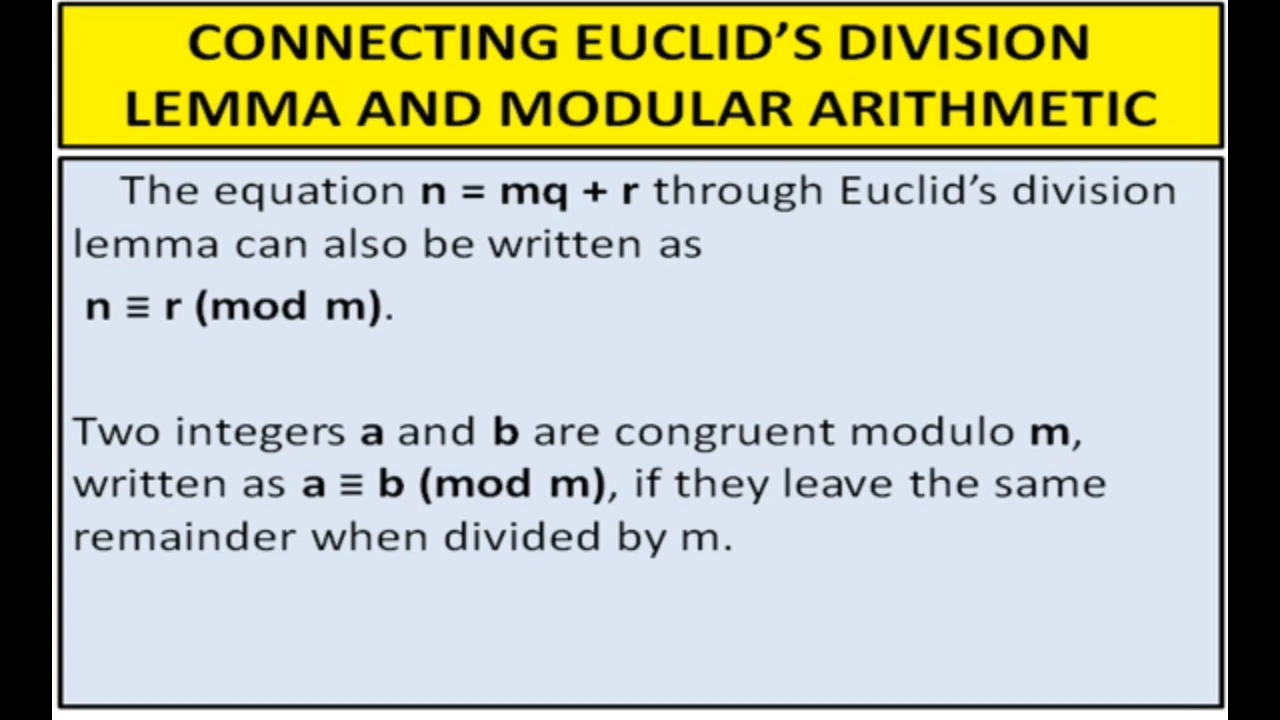 CONNECTING EUCLID’S DIVISION
LEMMA AND MODULAR ARITHMETIC
The equation n = mq + r through Euclid’s division
lemma can also be written as
n ≡ r (mod m).
Two integers a and b are congruent modulo m,
written as a ≡ b (mod m), if they leave the same
remainder when divided by m.